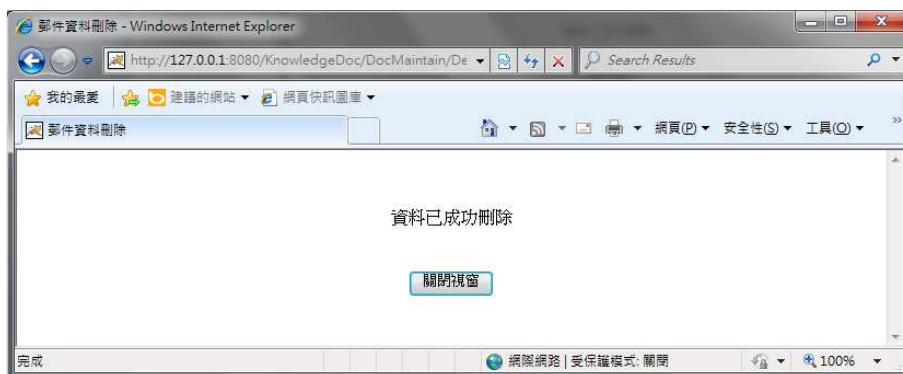 郵件資料刪除 - Windows Internet Explorer
http://127.0.0.1:8080/KnowledgeDoc/DocMaintain/De
Search Results
我的最愛 建議的網站 網頁快訊圖庫
郵件資料刪除 網頁(P) 安全性(S) 工具(O) »
資料已成功刪除
關閉視窗
完成 網際網路 | 受保護模式: 關閉 100%